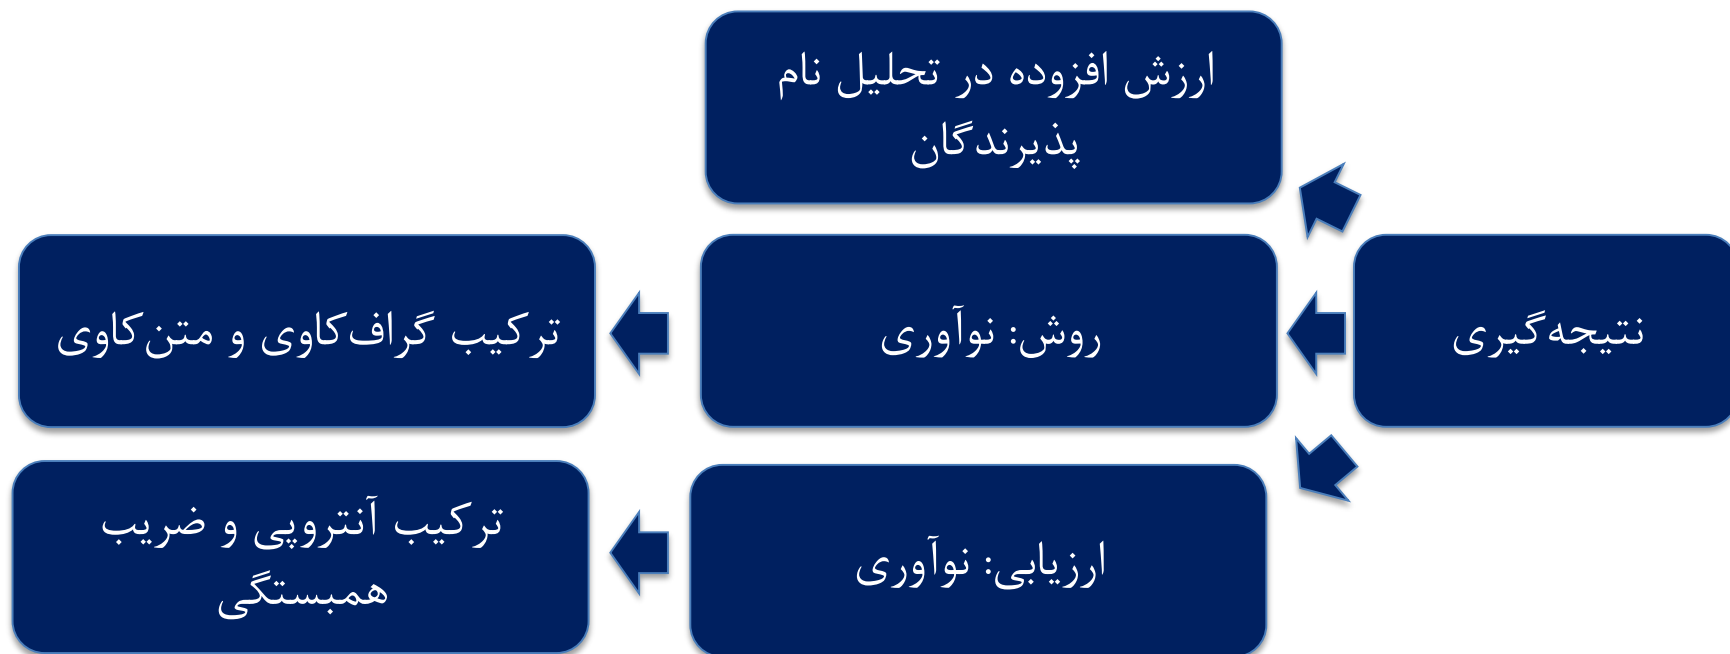 ارزش افزوده در تحلیل نام
پذیرندگان
نتیجه‌گیری
روش: نوآوری
ترکیب گراف‌کاوی و متن‌کاوی
ارزیابی: نوآوری
ترکیب آنتروپی و ضریب
همبستگی